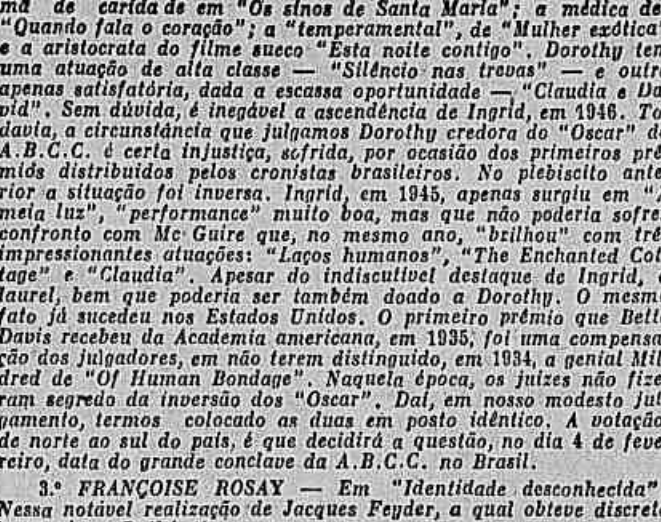 ma de carida de em "Os sinos de Santa Maria"; a médica de
"Quando fala o coração"; a "temperamental", de "Mulher exótica"
e a aristocrata do filme sueco "Esta noite contigo". Dorothy tem
uma atuação de alta classe — "Silêncio nas trevas" — e outra
apenas satisfatória, dada a escassa oportunidade — "Claudia e Da
vid". Sem dúvida, é inegável a ascendência de Ingrid, em 1946. To
davia, a circunstância que julgamos Dorothy credora do "Oscar" d
A.B.C.C. é certa injustiça, sofrida, por ocasião dos primeiros prê
mios distribuidos pelos cronistas brasileiros. No plebiscito ante
rior a situação foi inversa. Ingrid, em 1945, apenas surgiu em "
meia luz", "performance" muito boa, mas que não poderia sofre
confronto com Mc Guire que, no mesmo ano, "brilhou" com trê
impressionantes atuações: "Laços humanos", "The Enchanted Cot
tage" e "Claudia". Apesar do indiscutivel destaque de Ingrid,
laurel, bem que poderia ser também doado a Dorothy. O mesm
fato já sucedeu nos Estados Unidos. O primeiro prêmio que Bett
Davis recebeu da Academia americana, em 1935, foi uma compensa
ção dos julgadores, em não terem distinguido, em 1934, a genial Mil
dred de "Of Human Bondage". Naquela época, os juizes não fize
ram segredo da inversão dos "Oscar". Daí, em nosso modesto jul
gamento, termos colocado as duas em posto idêntico. A votação
de norte ao sul do país, é que decidirá a questão, no dia 4 de feve
reiro, data do grande conclave da A.B.C.C. no Brasil.
3.º FRANÇOISE ROSAY — Em "Identidade desconhecida"
Nessa notável realização de Jacques Feyder, a qual obteve discret